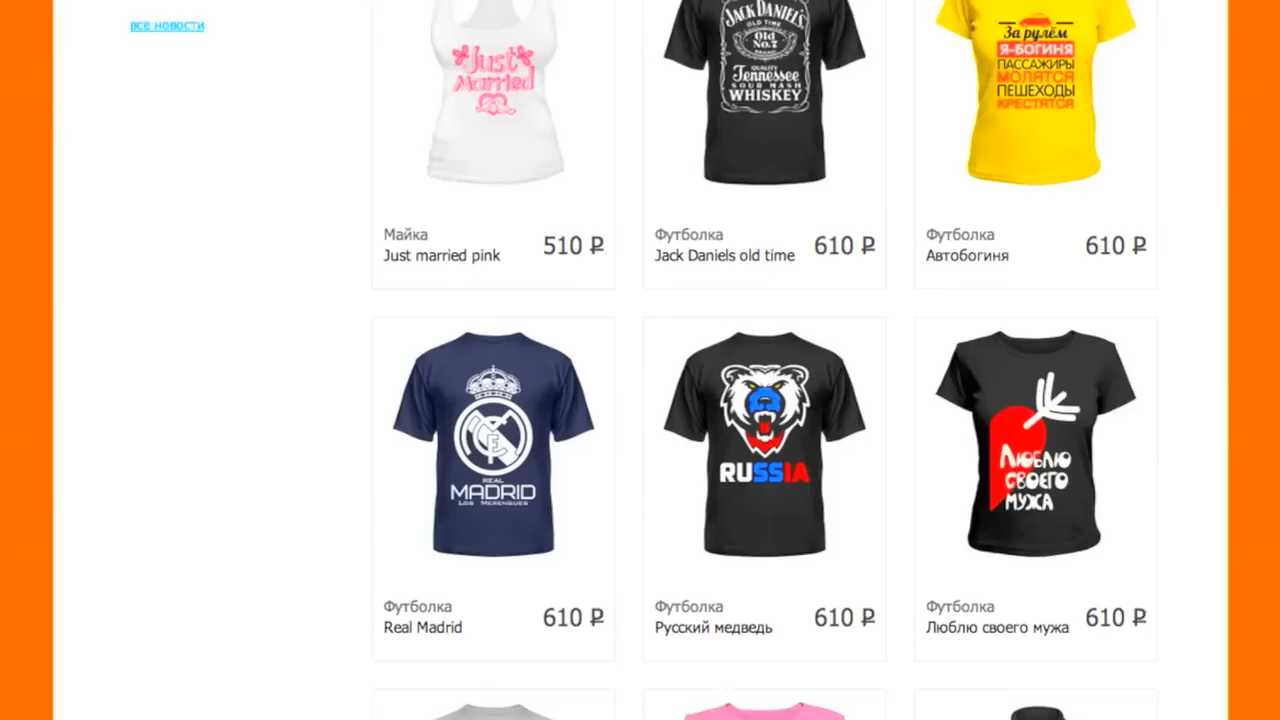 все новости
Just
Married
JACK DANIEL'S
OLD TIME
Old
No.7
BRAND
QUALITY
Tennessee
SOUR MASH
WHISKEY
За рулём
Я-БОГИНЯ
ПАССАЖИРЫ
МОЛЯТСЯ
ПЕШЕХОДЫ
КРЕСТЯТСЯ
Майка
Just married pink
510 ₽
Футболка
Jack Daniels old time
610 ₽
Футболка
Автобогиня
610 ₽
REAL
MADRID
LOS MERENGUES
RUSSIA
ЛЮБЛЮ
СВОЕГО
МУЖА
Футболка
Real Madrid
610 ₽
Футболка
Русский медведь
610 ₽
Футболка
Люблю своего мужа
610 ₽